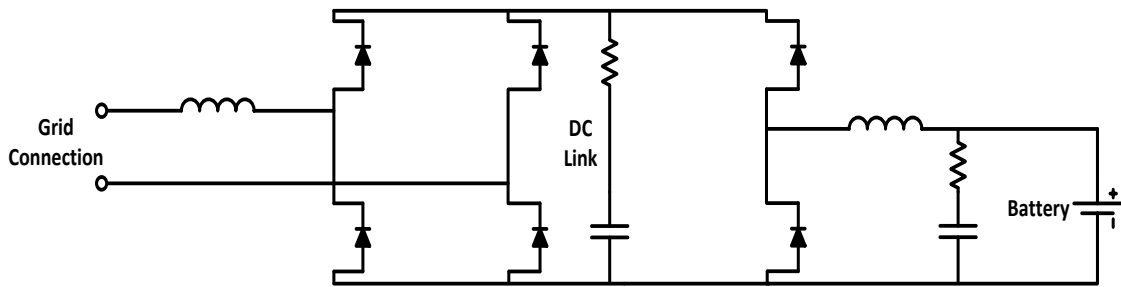 Grid
Connection
DC
Link
Battery
+